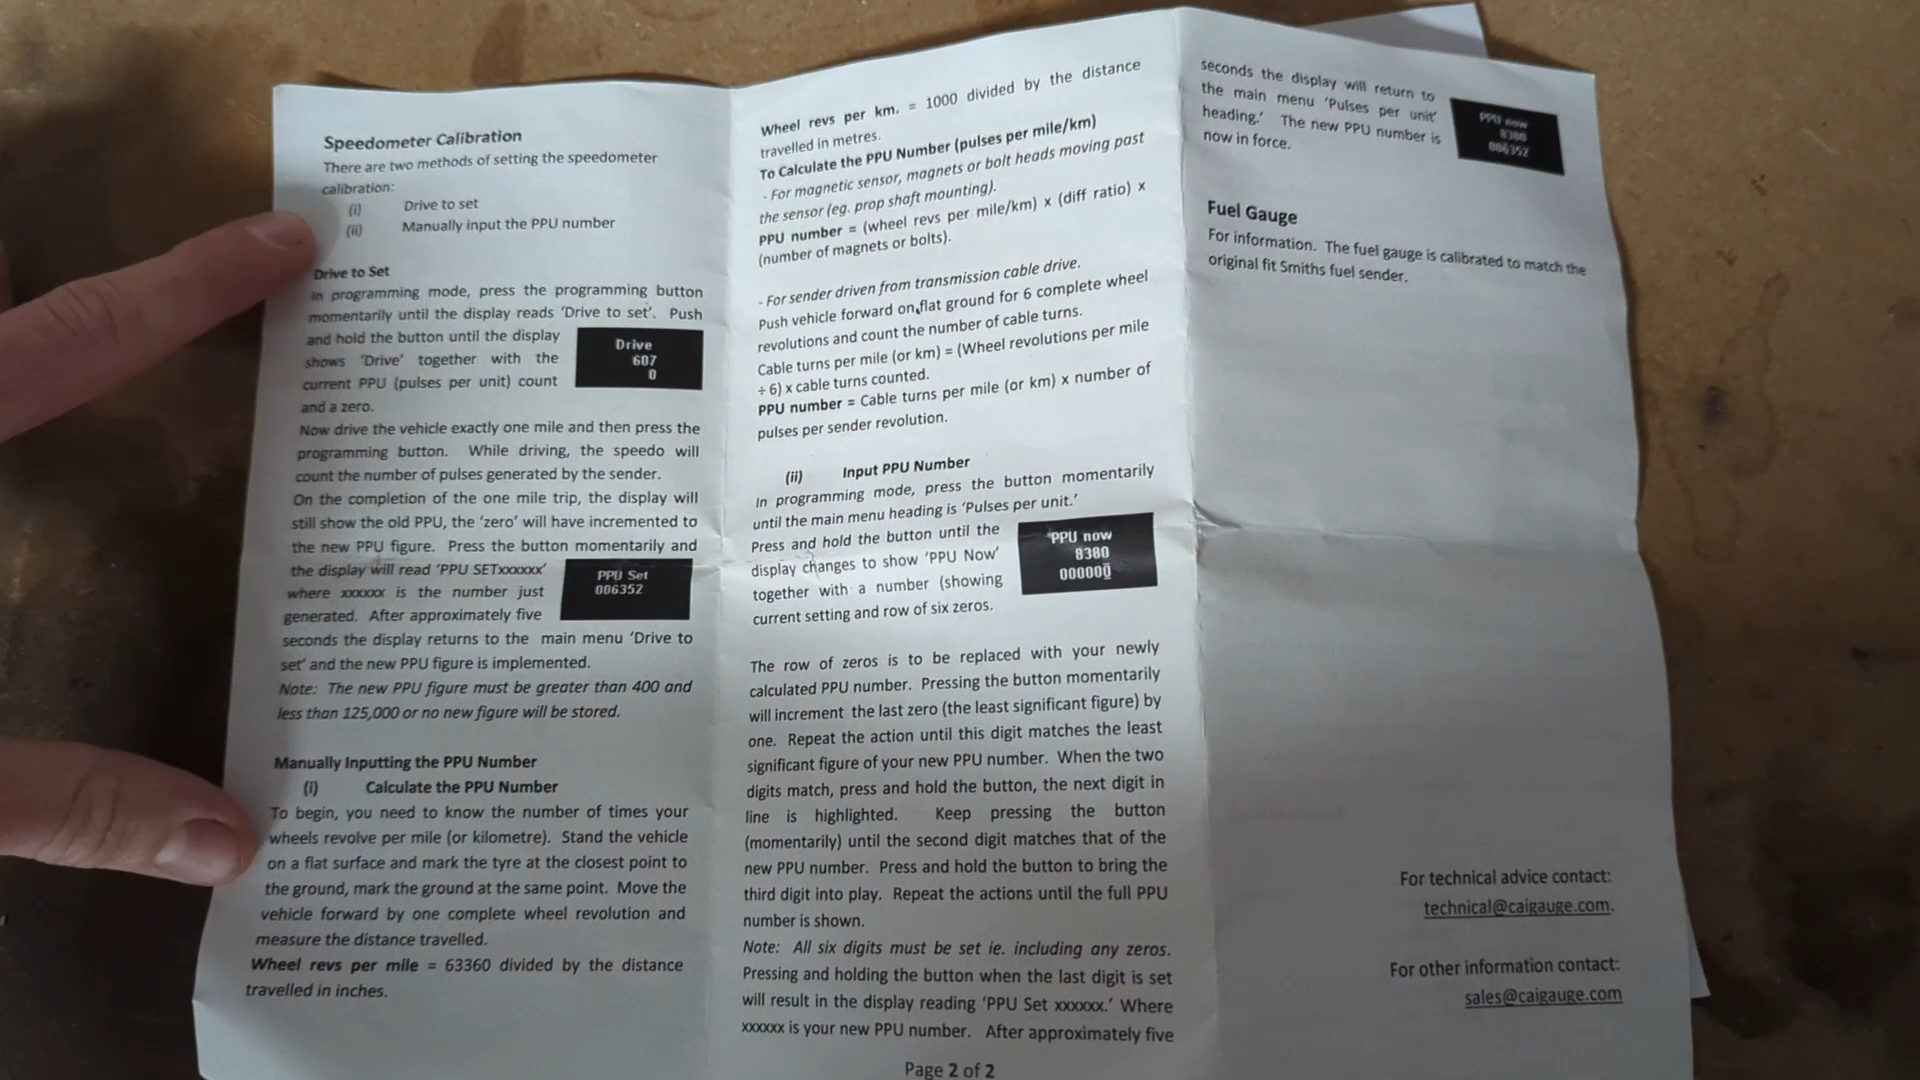 Speedometer Calibration
There are two methods of setting the speedometer
calibration:
(i) Drive to set
(ii) Manually input the PPU number
Drive to Set
In programming mode, press the programming button
momentarily until the display reads 'Drive to set'. Push
and hold the button until the display
shows 'Drive' together with the
current PPU (pulses per unit) count
and a zero.
Drive
607
0
Now drive the vehicle exactly one mile and then press the
programming button. While driving, the speedo will
count the number of pulses generated by the sender.
On the completion of the one mile trip, the display will
still show the old PPU, the 'zero' will have incremented to
the new PPU figure. Press the button momentarily and
the display will read 'PPU SETxxxxxx'
where xxxxxx is the number just
generated. After approximately five
PPU Set
006352
seconds the display returns to the main menu 'Drive to
set' and the new PPU figure is implemented.
Note: The new PPU figure must be greater than 400 and
less than 125,000 or no new figure will be stored.
Manually Inputting the PPU Number
(i) Calculate the PPU Number
To begin, you need to know the number of times your
wheels revolve per mile (or kilometre). Stand the vehicle
on a flat surface and mark the tyre at the closest point to
the ground, mark the ground at the same point. Move the
vehicle forward by one complete wheel revolution and
measure the distance travelled.
Wheel revs per mile = 63360 divided by the distance
travelled in inches.
Wheel revs per km. = 1000 divided by the distance
travelled in metres.
To Calculate the PPU Number (pulses per mile/km)
- For magnetic sensor, magnets or bolt heads moving past
the sensor (eg. prop shaft mounting).
PPU number = (wheel revs per mile/km) x (diff ratio) x
(number of magnets or bolts).
- For sender driven from transmission cable drive.
Push vehicle forward on flat ground for 6 complete wheel
revolutions and count the number of cable turns.
Cable turns per mile (or km) = (Wheel revolutions per mile
÷ 6) x cable turns counted.
PPU number = Cable turns per mile (or km) x number of
pulses per sender revolution.
(ii) Input PPU Number
In programming mode, press the button momentarily
until the main menu heading is 'Pulses per unit.'
Press and hold the button until the
display changes to show 'PPU Now'
together with a number (showing
current setting and row of six zeros.
PPU now
8380
000000
The row of zeros is to be replaced with your newly
calculated PPU number. Pressing the button momentarily
will increment the last zero (the least significant figure) by
one. Repeat the action until this digit matches the least
significant figure of your new PPU number. When the two
digits match, press and hold the button, the next digit in
line is highlighted. Keep pressing the button
(momentarily) until the second digit matches that of the
new PPU number. Press and hold the button to bring the
third digit into play. Repeat the actions until the full PPU
number is shown.
Note: All six digits must be set ie. including any zeros.
Pressing and holding the button when the last digit is set
will result in the display reading 'PPU Set xxxxxx.' Where
xxxxxx is your new PPU number. After approximately five
Page 2 of 2
seconds the display will return to
the main menu 'Pulses per unit'
heading.' The new PPU number is
now in force.
PPU now
8380
006352
Fuel Gauge
For information. The fuel gauge is calibrated to match the
original fit Smiths fuel sender.
For technical advice contact:
technical@caigauge.com.
For other information contact:
sales@caigauge.com